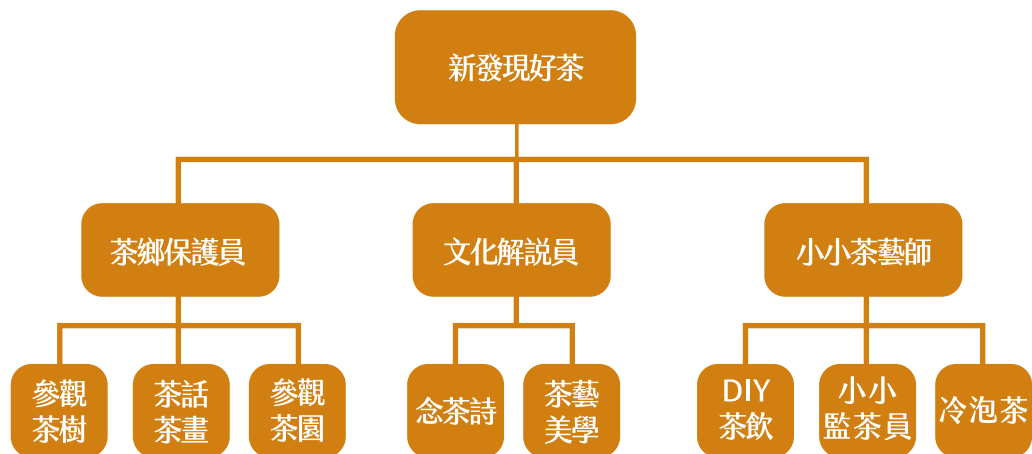 新發現好茶
茶鄉保護員
文化解說員
小小茶藝師
參觀
茶樹
茶話
茶畫
參觀
茶園
念茶詩
茶藝
美學
DIY
茶飲
小小
監茶員
冷泡茶